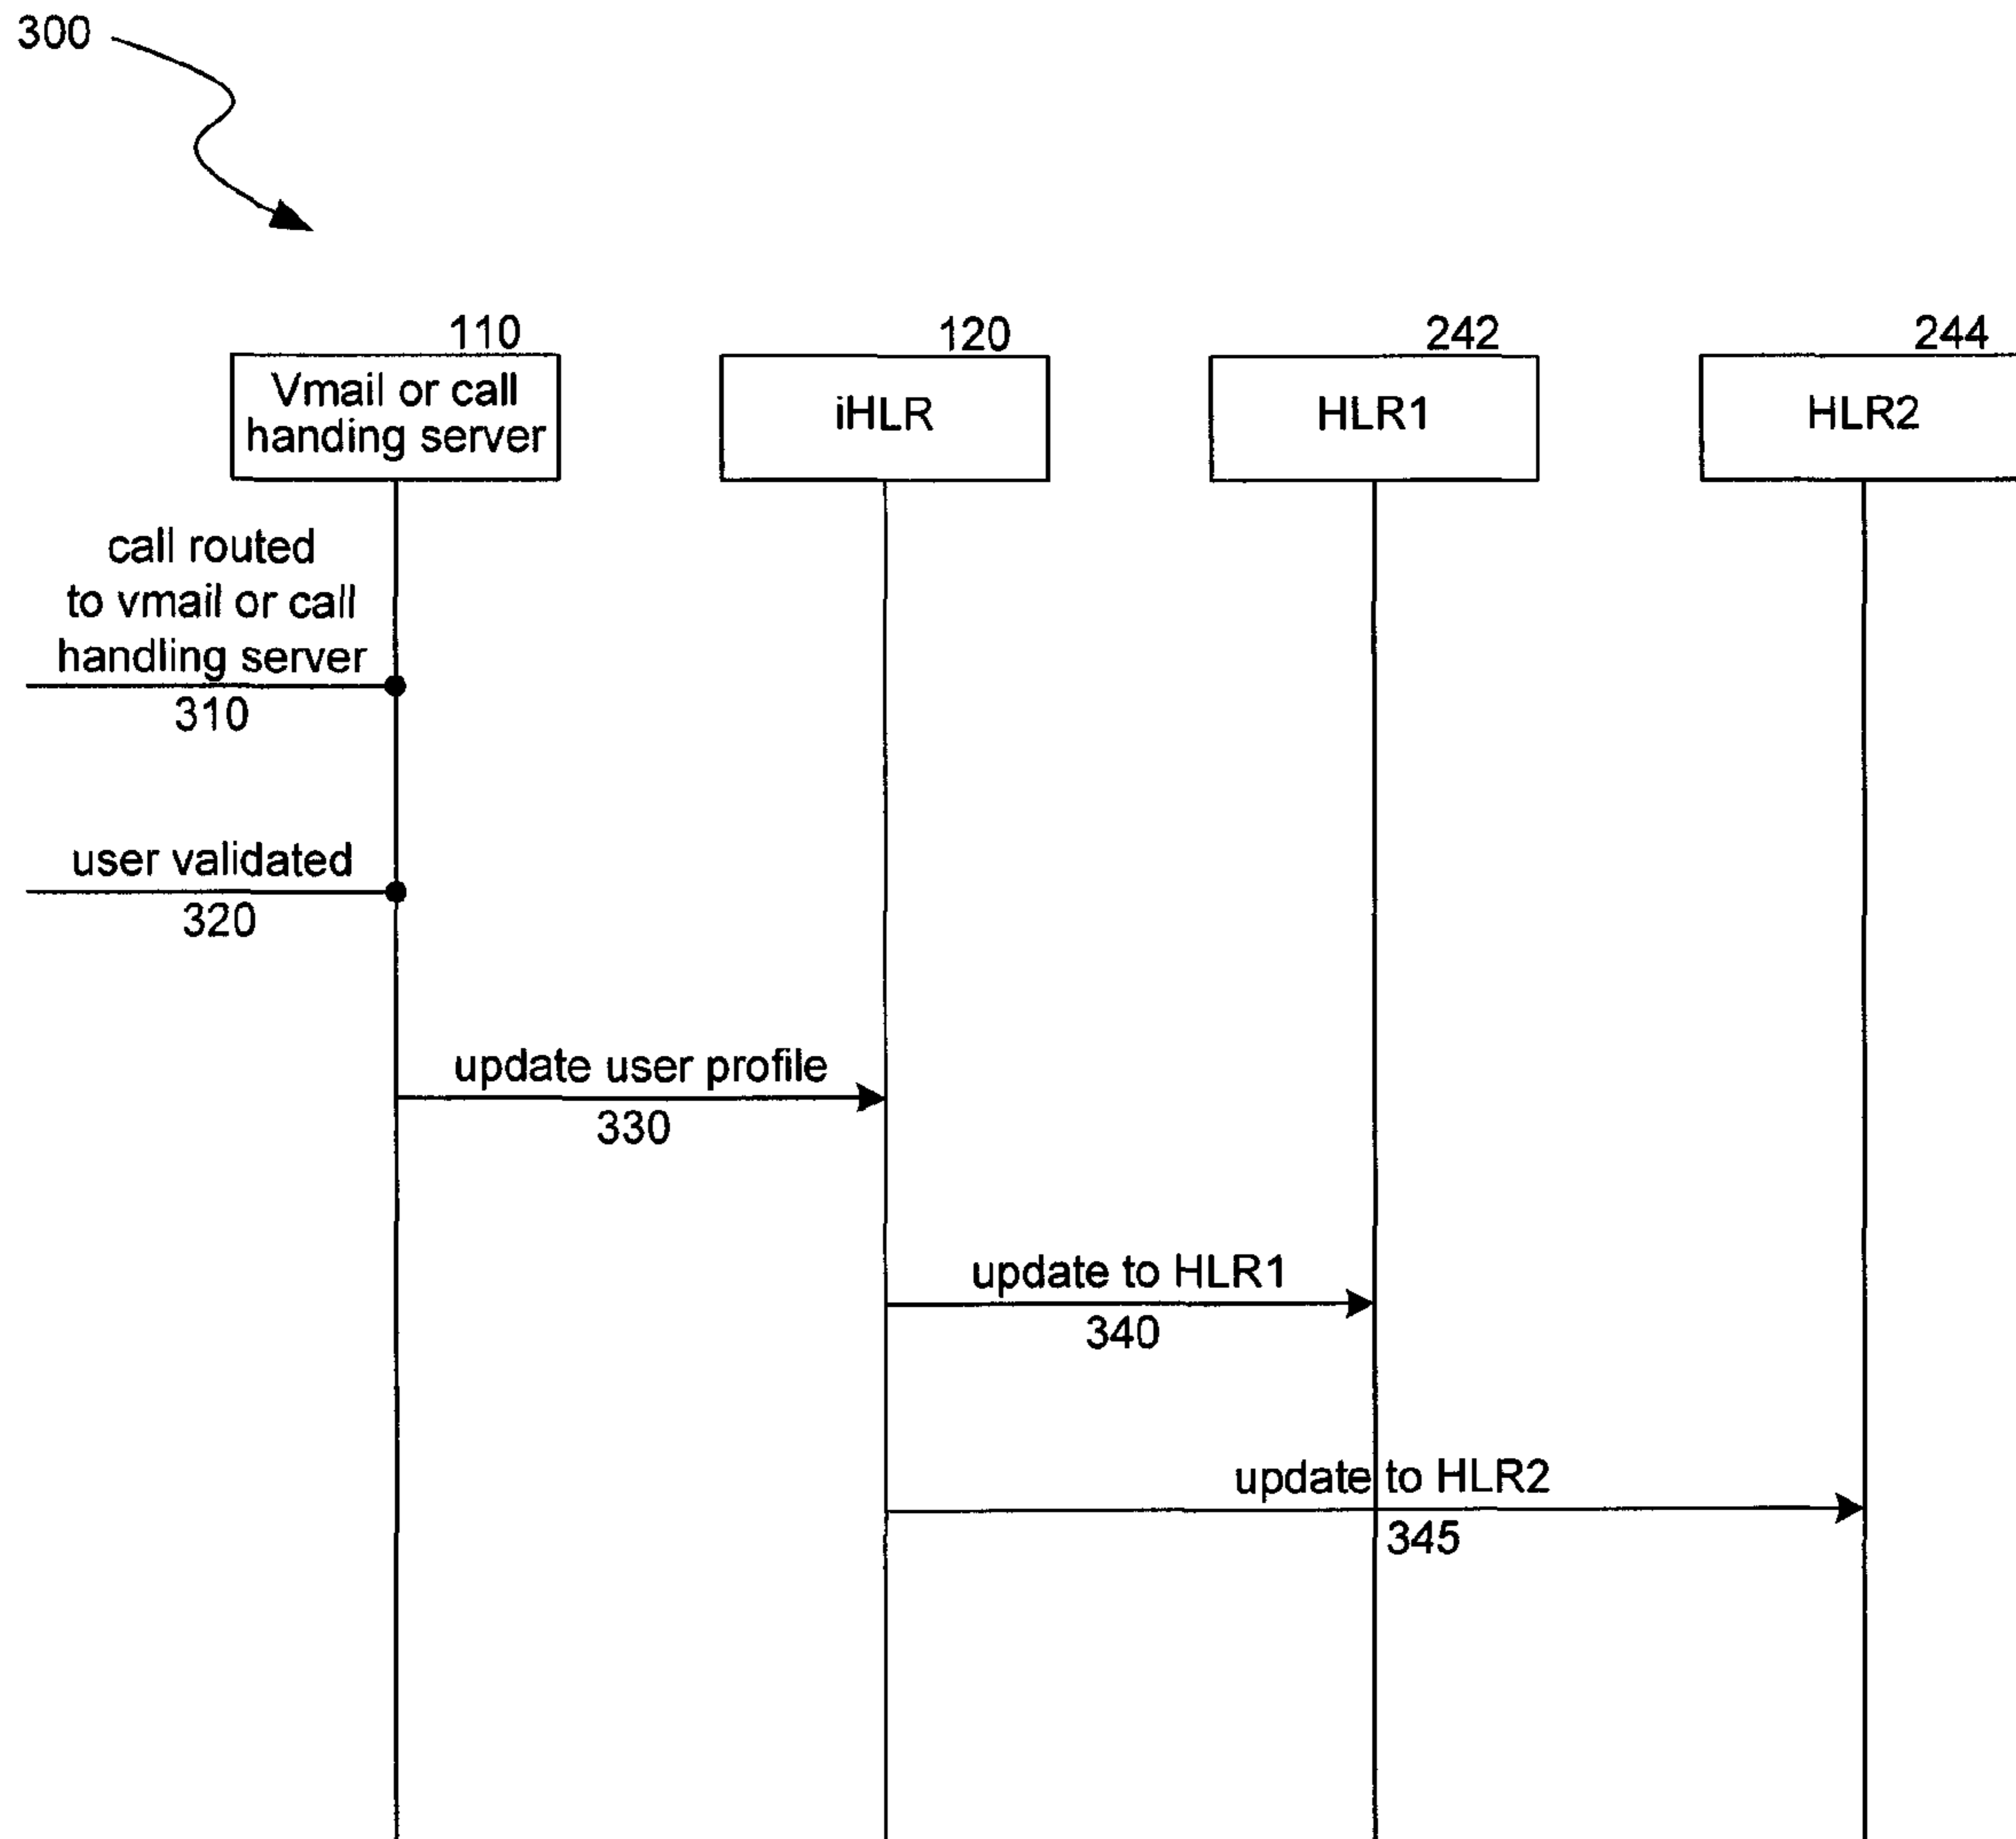 300
110
120
242
244
Vmail or call
handing server
iHLR
HLR1
HLR2
call routed
to vmail or call
handling server
310
user validated
320
update user profile
330
update to HLR1
340
update to HLR2
345